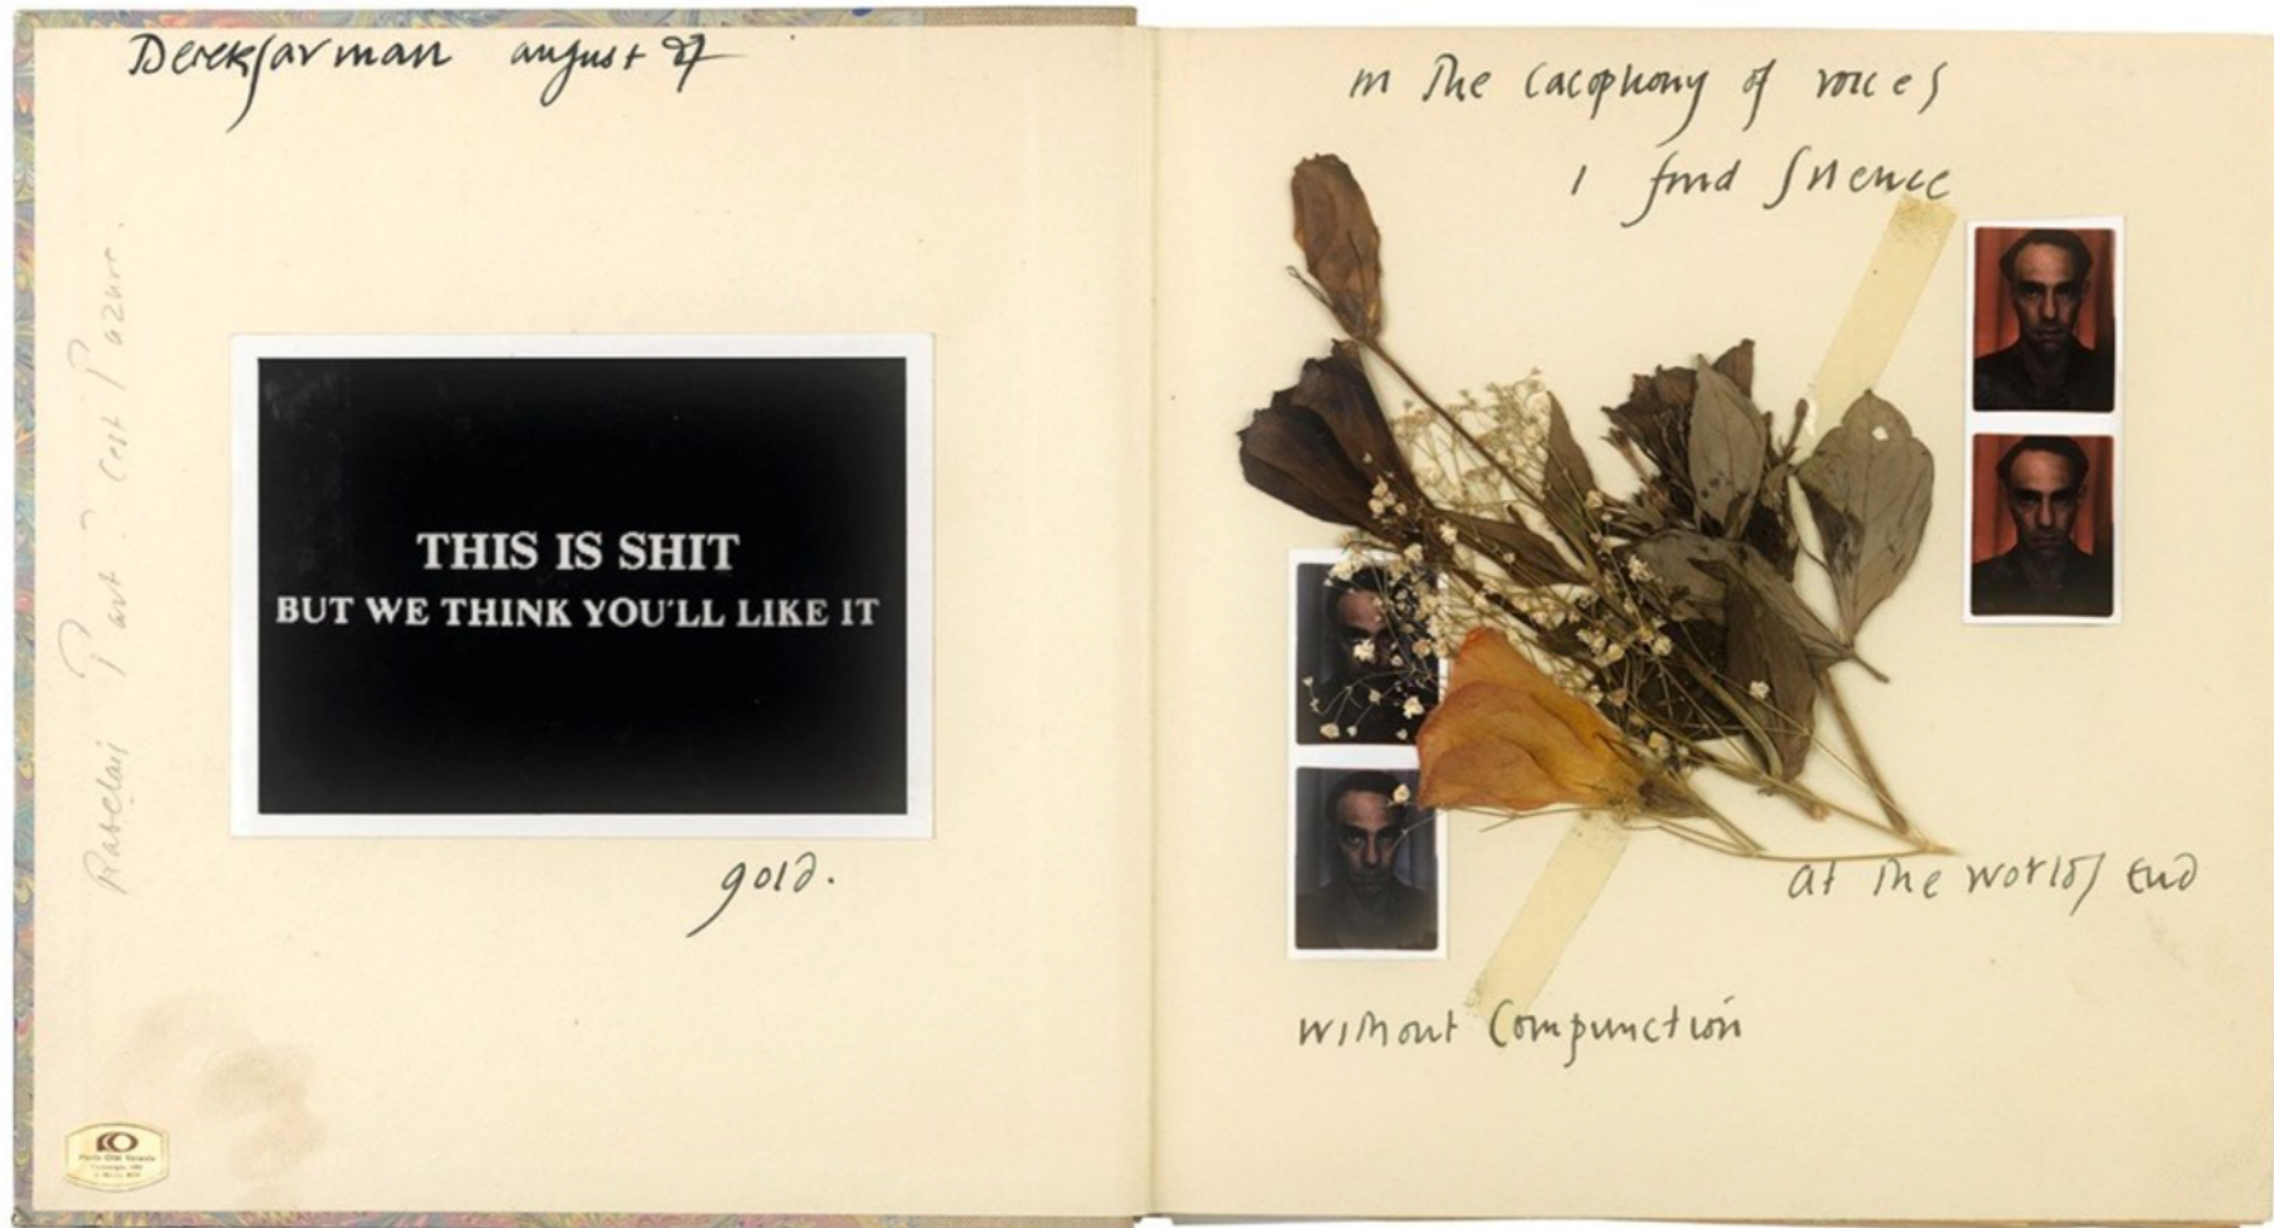 Derek Jarman august 87
THIS IS SHIT
BUT WE THINK YOU'LL LIKE IT
gold.
l'art c'est l'azur.
in the cacophony of voices
I find silence
at the worlds end
without compunction